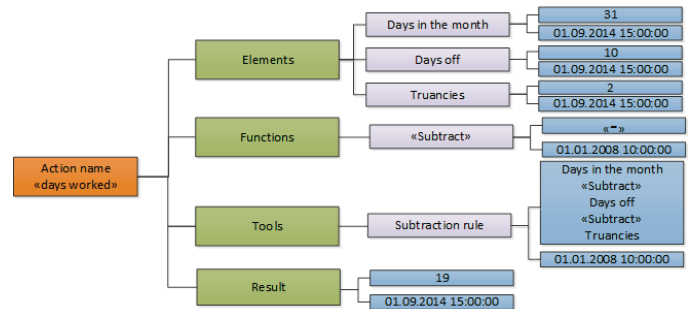 Action name
«days worked»
Elements
Days in the month
31
01.09.2014 15:00:00
Days off
10
01.09.2014 15:00:00
Truancies
2
01.09.2014 15:00:00
Functions
«Subtract»
«-»
01.01.2008 10:00:00
Tools
Subtraction rule
Days in the month
«Subtract»
Days off
«Subtract»
Truancies
01.01.2008 10:00:00
Result
19
01.09.2014 15:00:00